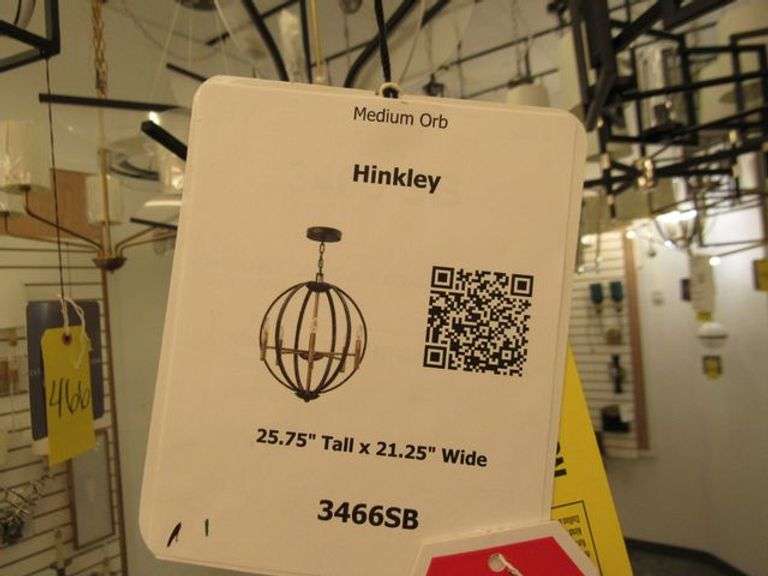 Medium Orb
Hinkley
25.75" Tall x 21.25" Wide
3466SB
466